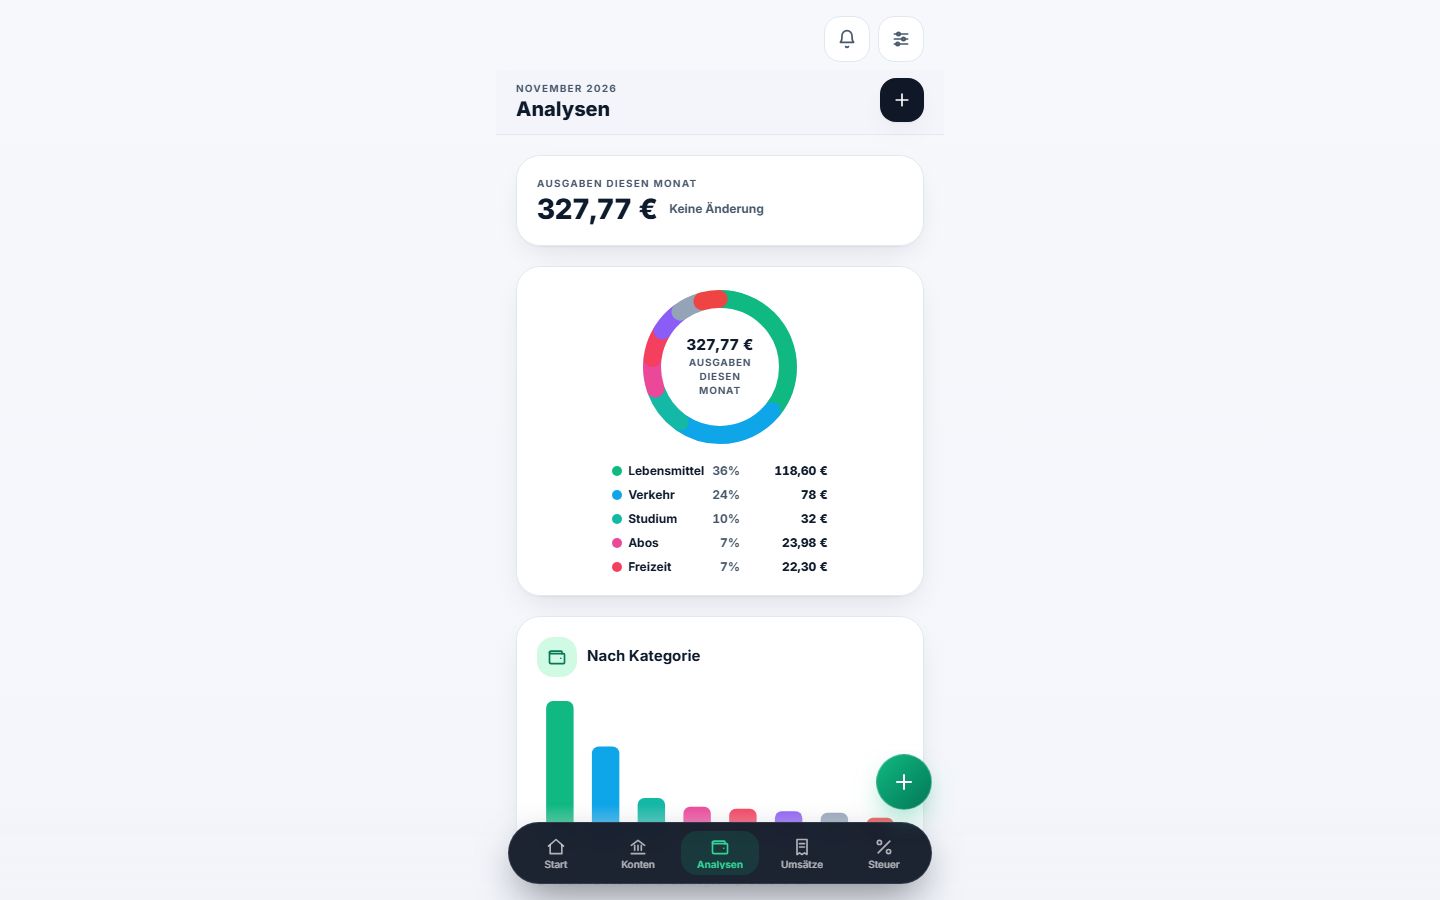 NOVEMBER 2026
Analysen
AUSGABEN DIESEN MONAT
327,77 € Keine Änderung
327,77 €
AUSGABEN
DIESEN
MONAT
Lebensmittel 36% 118,60 €
Verkehr 24% 78 €
Studium 10% 32 €
Abos 7% 23,98 €
Freizeit 7% 22,30 €
Nach Kategorie
Start Konten Analysen Umsätze Steuer